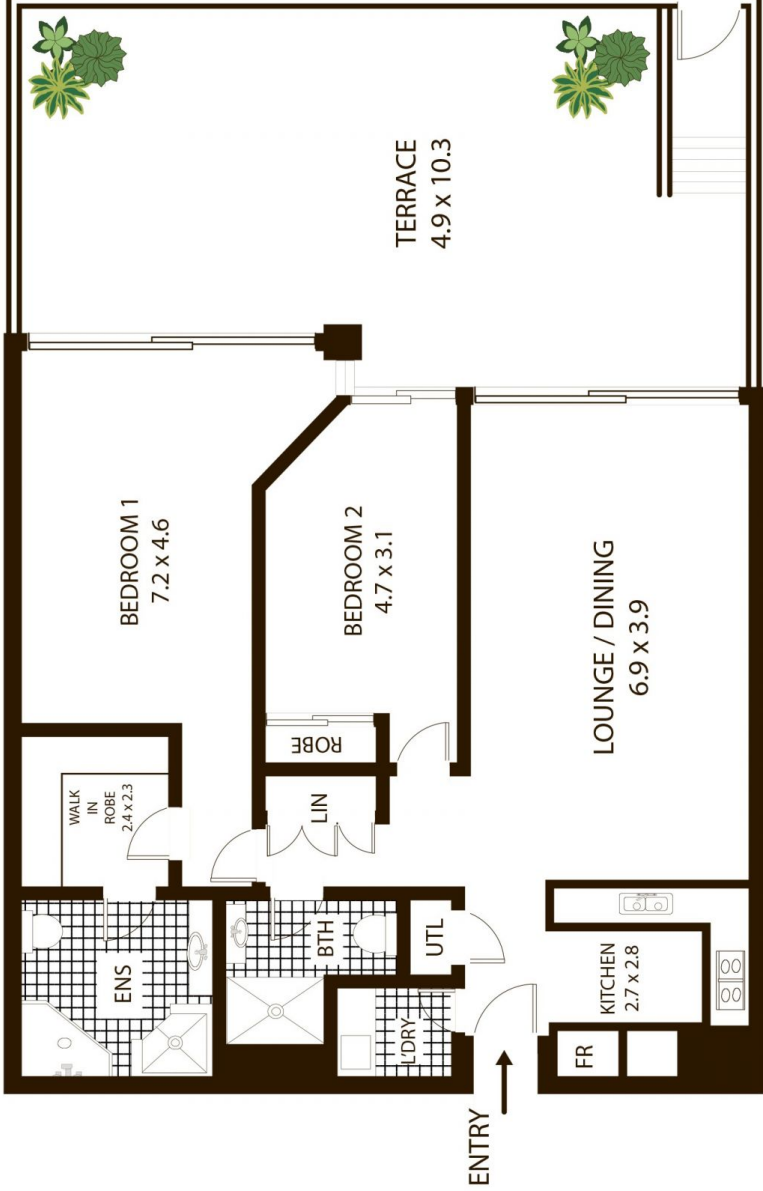 TERRACE
4.9 x 10.3
BEDROOM 1
7.2 x 4.6
BEDROOM 2
4.7 x 3.1
LOUNGE / DINING
6.9 x 3.9
ROBE
WALK
IN
ROBE
2.4 x 2.3
LIN
ENS
BTH
UTL
L'DRY
KITCHEN
2.7 x 2.8
FR
ENTRY